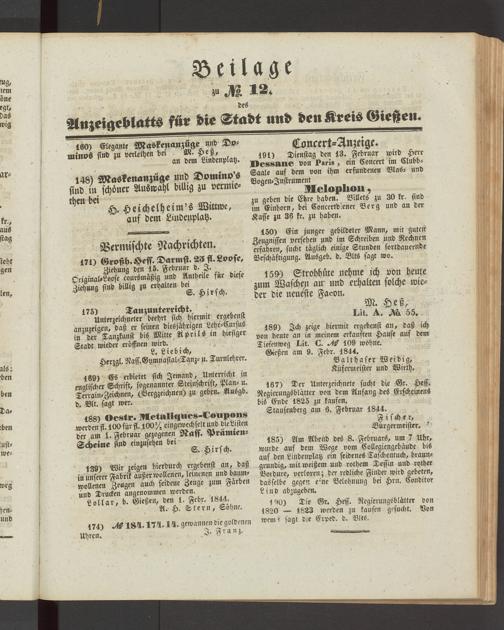 Beilage
zu № 12.
des
Anzeigeblatts für die Stadt und den Kreis Gießen.
160) Elegante Maskenanzüge und Do-
minos sind zu verleihen bei M. Heß,
an dem Lindenplatz.
148) Maskenanzüge und Domino's
sind in schöner Auswahl billig zu vermie-
then bei
H. Heichelheim's Wittwe,
auf dem Lindenplatz.
Vermischte Nachrichten.
171) Großh. Hess. Darmst. 25 fl. Loose,
Ziehung den 15. Februar d. J.
Original-Loose coursmäßig und Antheile für diese
Ziehung sind billig zu erhalten bei
S. Hirsch.
175) Tanzunterricht.
Unterzeichneter beehrt sich hiermit ergebenst
anzuzeigen, daß er seinen diesjährigen Lehr-Cursus
in der Tanzkunst bis Mitte Aprils in hiesiger
Stadt wieder eröffnen wird.
L. Liebich,
Herzgl. Nass. Gymnasial-Tanz- u. Turnlehrer.
169) Es erbietet sich Jemand, Unterricht in
englischer Schrift, sogenannter Steinschrift, Plan- u.
Terrain-Zeichnen, (Bergzeichnen) zu geben. Ausgb.
d. Blt. sagt wer.
188) Oestr. Metaliques-Coupons
werden fl. 100 für fl. 100¾ eingewechselt und die Listen
der am 1. Februar gezogenen Nass. Prämien-
Scheine sind einzusehen bei
S. Hirsch.
139) Wir zeigen hierdurch ergebenst an, daß
in unserer Fabrik außer wollenen, leinenen und baum-
wollenen Zeugen auch seidene Zeuge zum Färben
und Drucken angenommen werden.
Lollar, b. Gießen, den 1. Febr. 1844.
A. H. Stern, Söhne.
174) № 184. 174. 14. gewannen die goldenen
Uhren. J. Franz.
Concert-Anzeige.
191) Dienstag den 13. Februar wird Herr
Dessane von Paris, ein Concert im Clubb-
Saale auf dem von ihm erfundenen Blas- und
Bogen-Instrument
Melophon,
zu geben die Ehre haben. Billets zu 30 kr. sind
im Einhorn, bei Concertdiener Berg und an der
Kasse zu 36 kr. zu haben.
150) Ein junger gebildeter Mann, mit guten
Zeugnissen versehen und im Schreiben und Rechnen
erfahren, sucht täglich einige Stunden fortdauernde
Beschäftigung. Ausgeb. d. Blts sagt wo.
159) Strohhüte nehme ich von heute
zum Waschen an und erhalten solche wie-
der die neueste Facon.
M. Heß,
Lit. A. № 55.
189) Ich zeige hiermit ergebenst an, daß ich
von heute an in meinem erkauften Haus auf dem
Tiefenweg Lit. C. № 109 wohne.
Gießen am 9. Febr. 1844.
Balthaser Weidig,
Küfermeister und Wirth.
167) Der Unterzeichnete sucht die Gr. Hess.
Regierungsblätter von dem Anfang des Erscheinens
bis Ende 1825 zu kaufen.
Staufenberg am 6. Februar 1844.
Fischer,
Bürgermeister.
185) Am Abend des 8. Februars, um 7 Uhr,
wurde auf dem Wege vom Collegiengebäude bis
auf den Lindenplatz ein seidenes Taschentuch, braun-
grundig, mit weißem und rothem Dessin und rother
Bordure, verloren; der redliche Finder wird gebeten,
dasselbe gegen eine Belohnung bei Hrn. Conditor
Lind abzugeben.
190) Die Gr. Hess. Regierungsblätter von
1820 — 1823 werden zu kaufen gesucht. Von
wem? sagt die Exped. d. Blts.